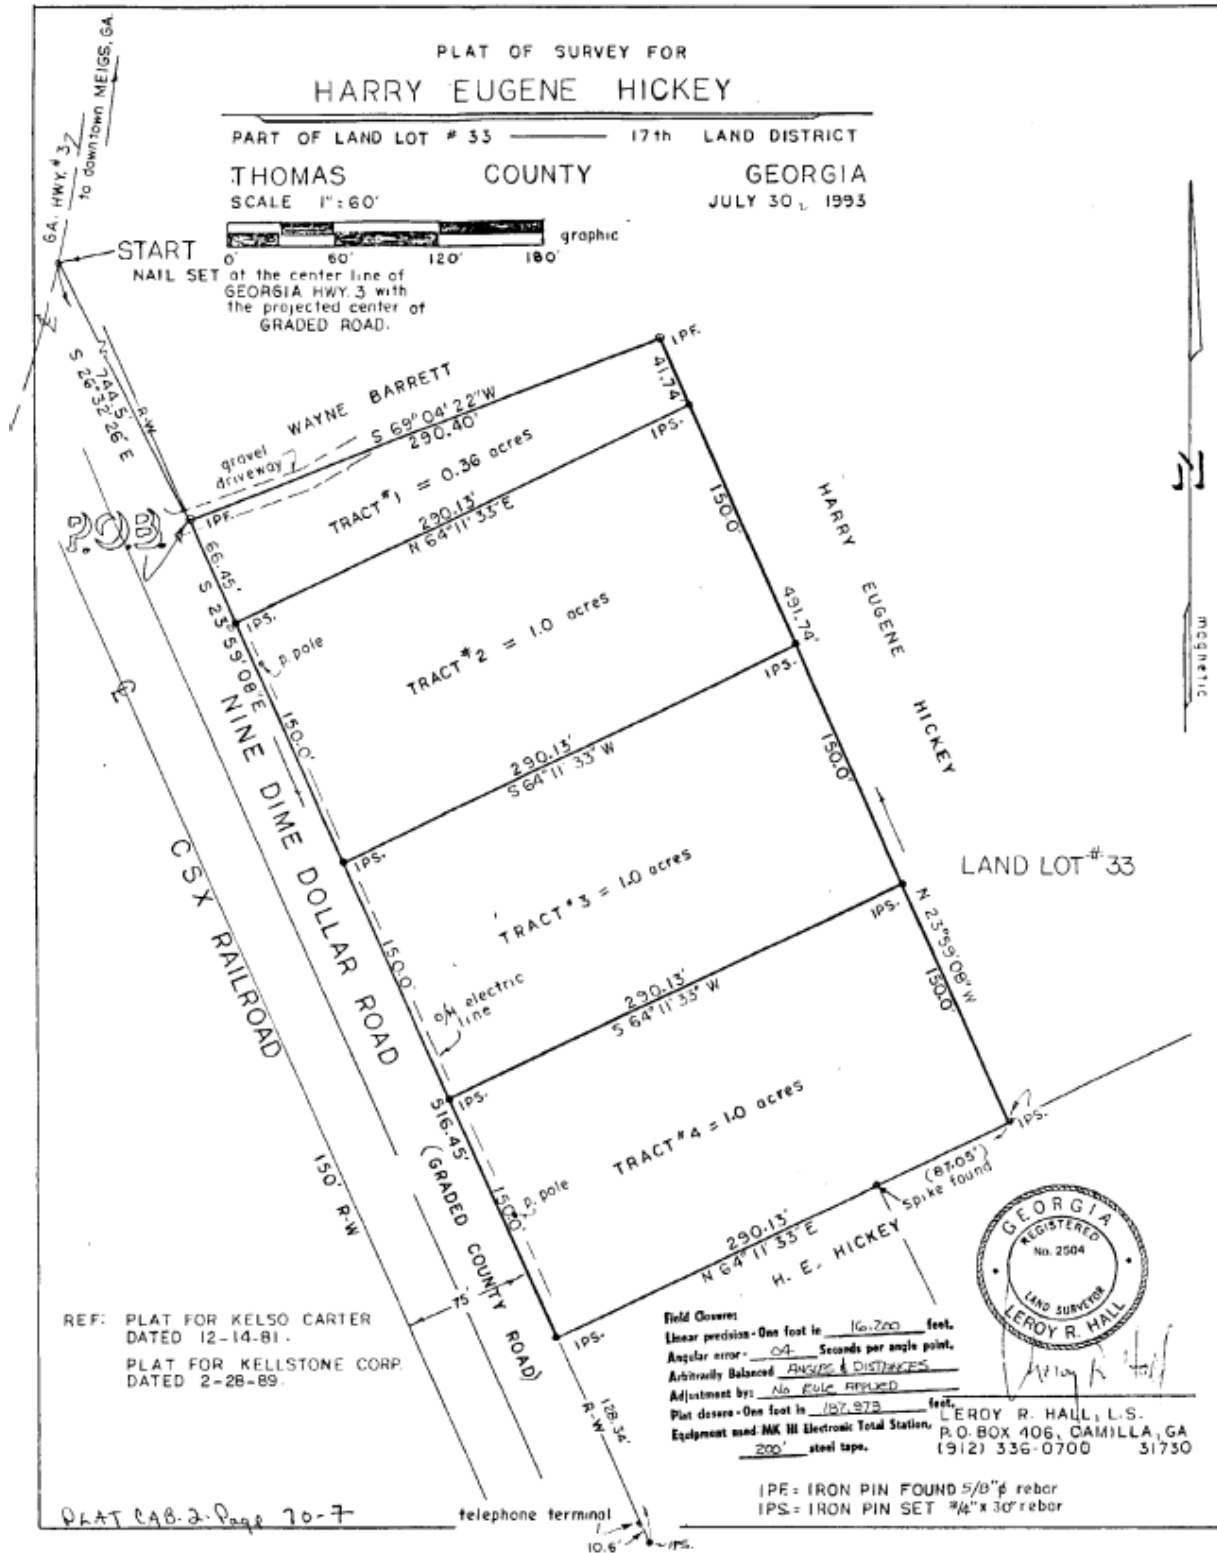 PLAT OF SURVEY FOR
HARRY EUGENE HICKEY
PART OF LAND LOT # 33 17th LAND DISTRICT
THOMAS COUNTY GEORGIA
SCALE 1":60' JULY 30, 1993
graphic
0' 60' 120' 180'
GA. HWY. # 3
to downtown MEIGS, GA.
START
NAIL SET at the center line of
GEORGIA HWY. 3 with
the projected center of
GRADED ROAD.
744.5'
S 26°32'26" E
R-W
WAYNE BARRETT
S 69°04'22" W
290.40'
gravel
driveway
IPF.
41.74'
IPS.
P.O.B.
IPF.
TRACT #1 = 0.36 acres
290.13'
N 64°11'33" E
66.45'
S 23°59'08" E
IPS.
p. pole
150.0'
HARRY EUGENE HICKEY
magnetic
TRACT #2 = 1.0 acres
491.74'
IPS.
150.0'
290.13'
S 64°11'33" W
IPS.
150.0'
NINE DIME DOLLAR ROAD
CSX RAILROAD
LAND LOT # 33
TRACT #3 = 1.0 acres
IPS.
N 23°59'08" W
150.0'
150.0'
o/H electric
line
290.13'
S 64°11'33" W
IPS.
516.45'
(GRADED COUNTY ROAD)
TRACT #4 = 1.0 acres
IPS.
(87.05')
Spike found
150' R-W
150.0'
p. pole
290.13'
N 64°11'33" E
H. E. HICKEY
75'
IPS.
GEORGIA
REGISTERED
No. 2504
LAND SURVEYOR
LEROY R. HALL
REF: PLAT FOR KELSO CARTER
DATED 12-14-81.
PLAT FOR KELLSTONE CORP.
DATED 2-28-89.
Field Closure:
Linear precision - One foot in 16,200 feet.
Angular error - 04 Seconds per angle point.
Arbitrarily Balanced ANGLES & DISTANCES
Adjustment by: No RULE APPLIED
Plat closure - One foot in 187,973 feet.
Equipment used MK III Electronic Total Station,
200' steel tape.
Leroy R Hall
LEROY R. HALL, L.S.
P.O. BOX 406, CAMILLA, GA
(912) 336-0700 31730
128.34'
R-W
IPF = IRON PIN FOUND 5/8"φ rebar
IPS = IRON PIN SET 3/4" x 30" rebar
PLAT CAB-2-Page 70-7
telephone terminal
10.6'
IPS.